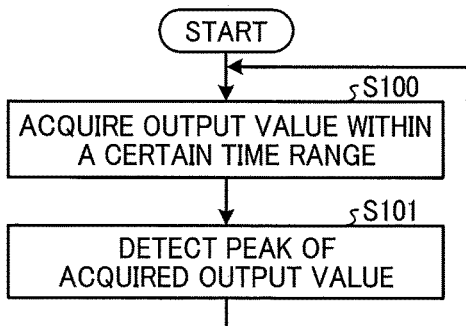 START
S100
ACQUIRE OUTPUT VALUE WITHIN
A CERTAIN TIME RANGE
S101
DETECT PEAK OF
ACQUIRED OUTPUT VALUE